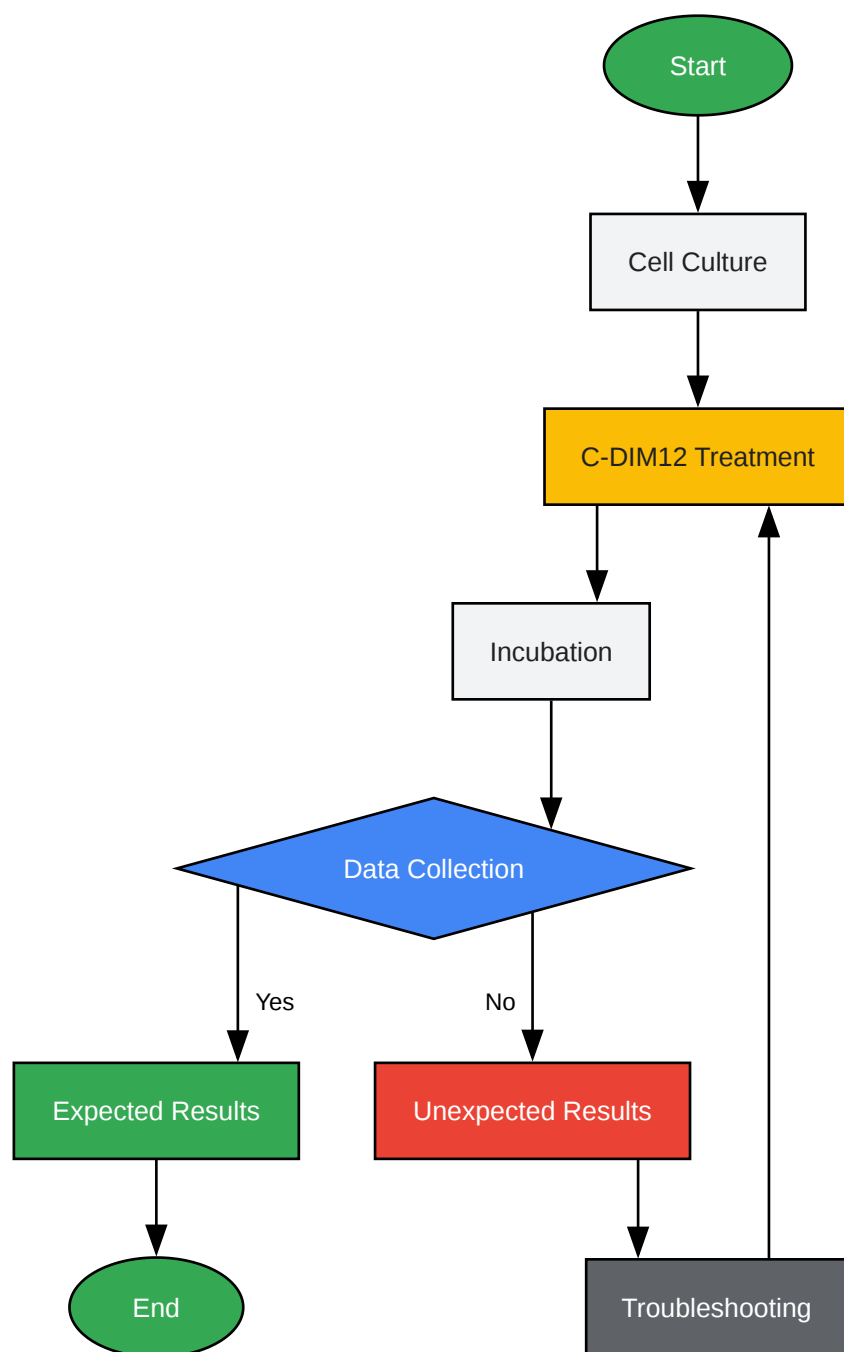 Start
Cell Culture
C-DIM12 Treatment
Incubation
Data Collection
Yes
No
Expected Results
Unexpected Results
End
Troubleshooting